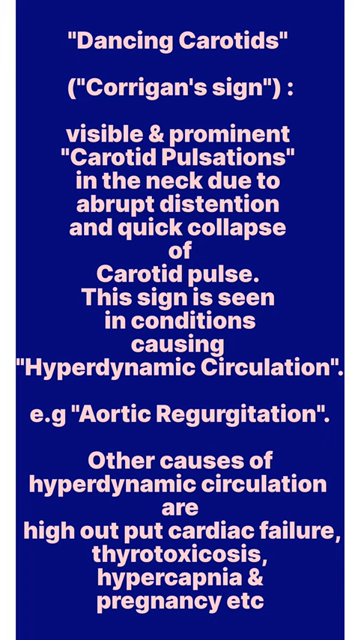 "Dancing Carotids"
("Corrigan's sign") :
visible & prominent
"Carotid Pulsations"
in the neck due to
abrupt distention
and quick collapse
of
Carotid pulse.
This sign is seen
in conditions
causing
"Hyperdynamic Circulation".
e.g "Aortic Regurgitation".
Other causes of
hyperdynamic circulation
are
high out put cardiac failure,
thyrotoxicosis,
hypercapnia &
pregnancy etc